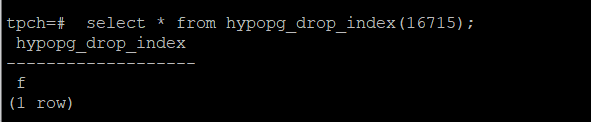 tpch=#  select * from hypopg_drop_index(16715);
 hypopg_drop_index
-------------------
 f
(1 row)